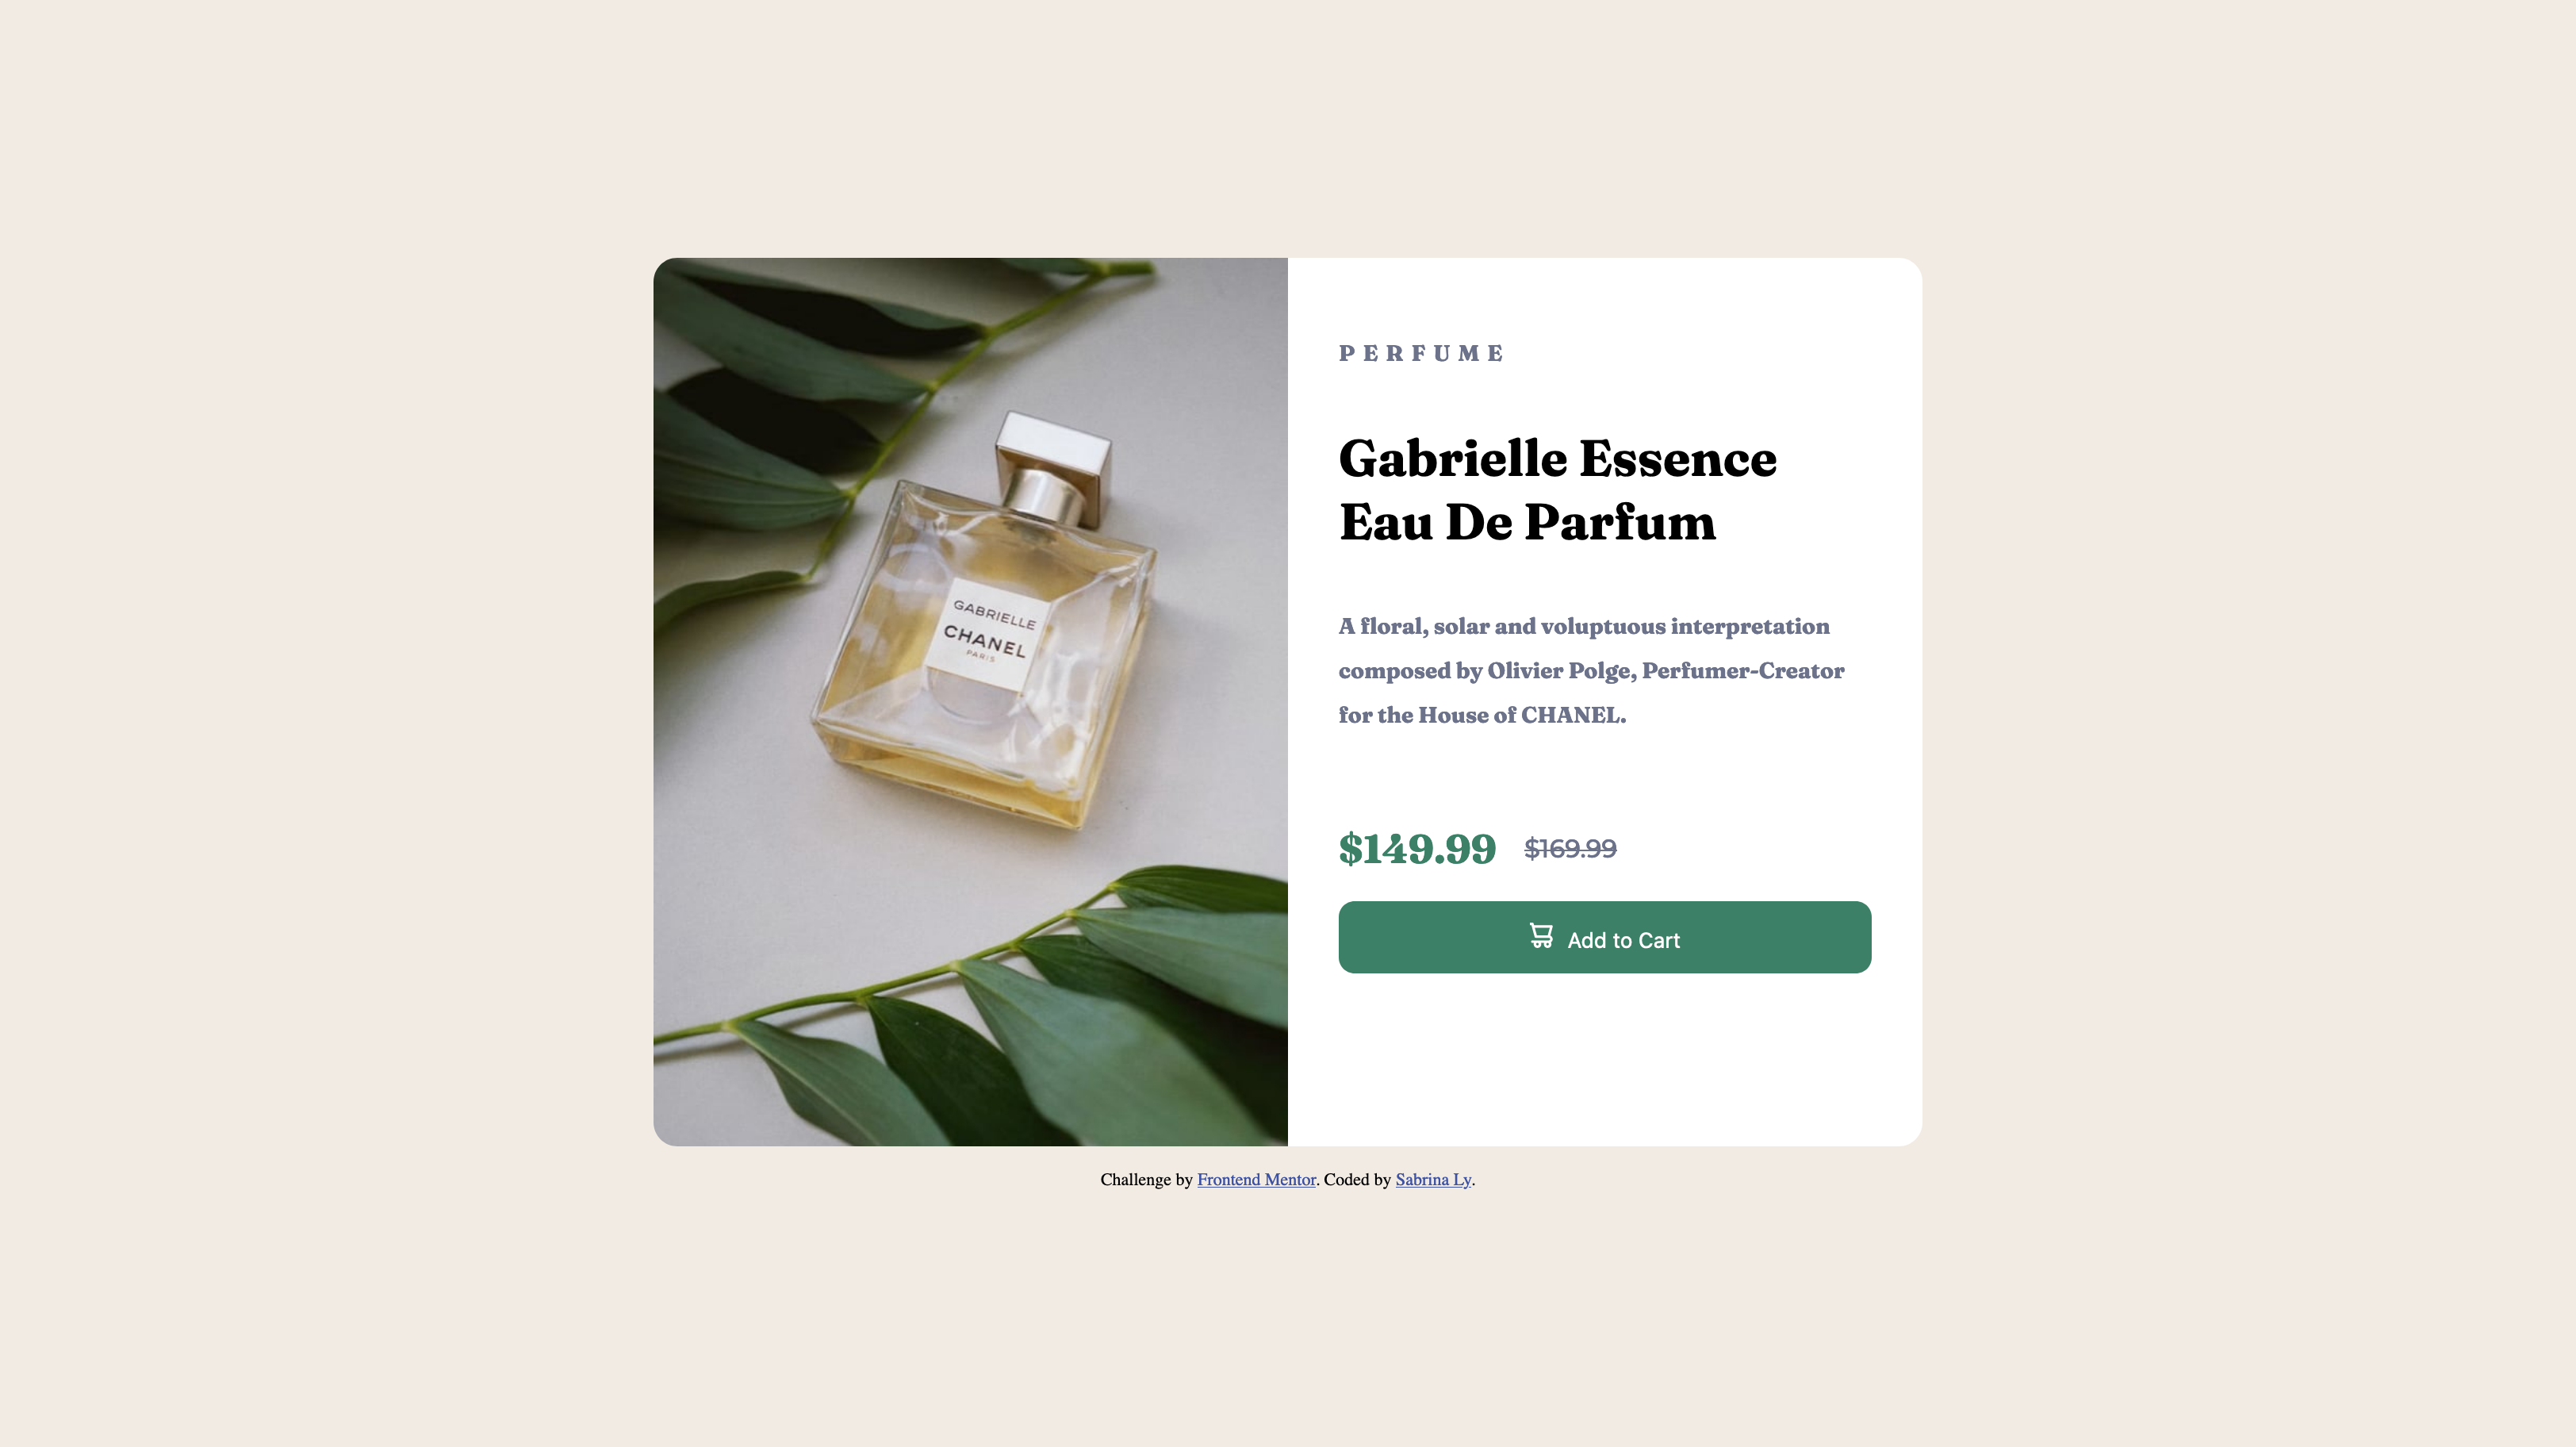 GABRIELLE
CHANEL
PARIS
PERFUME
Gabrielle Essence
Eau De Parfum
A floral, solar and voluptuous interpretation
composed by Olivier Polge, Perfumer-Creator
for the House of CHANEL.
$149.99 $169.99
Add to Cart
Challenge by Frontend Mentor. Coded by Sabrina Ly.